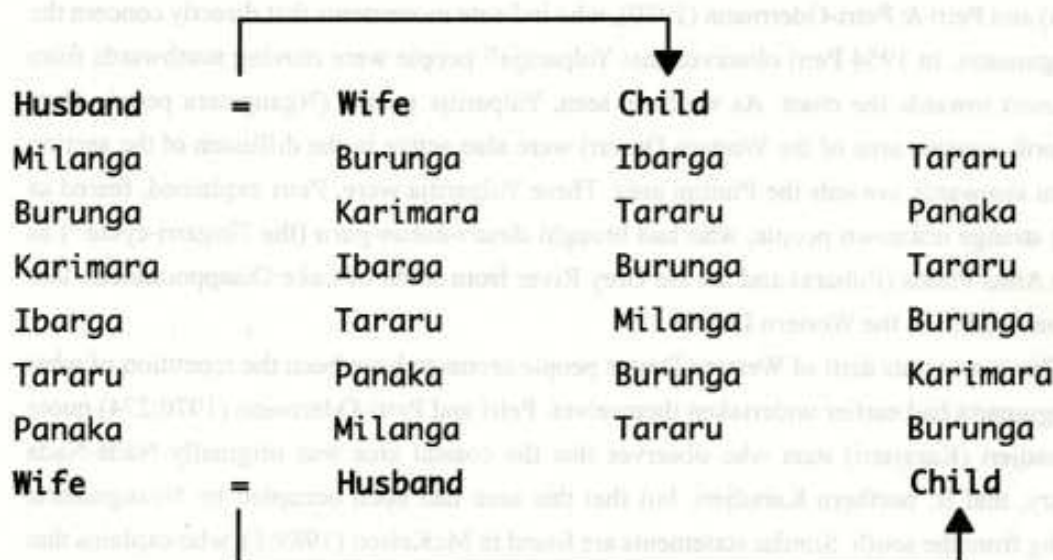 Husband = Wife Child
Milanga Burunga Ibarga Tararu
Burunga Karimara Tararu Panaka
Karimara Ibarga Burunga Tararu
Ibarga Tararu Milanga Burunga
Tararu Panaka Burunga Karimara
Panaka Milanga Tararu Burunga
Wife = Husband Child